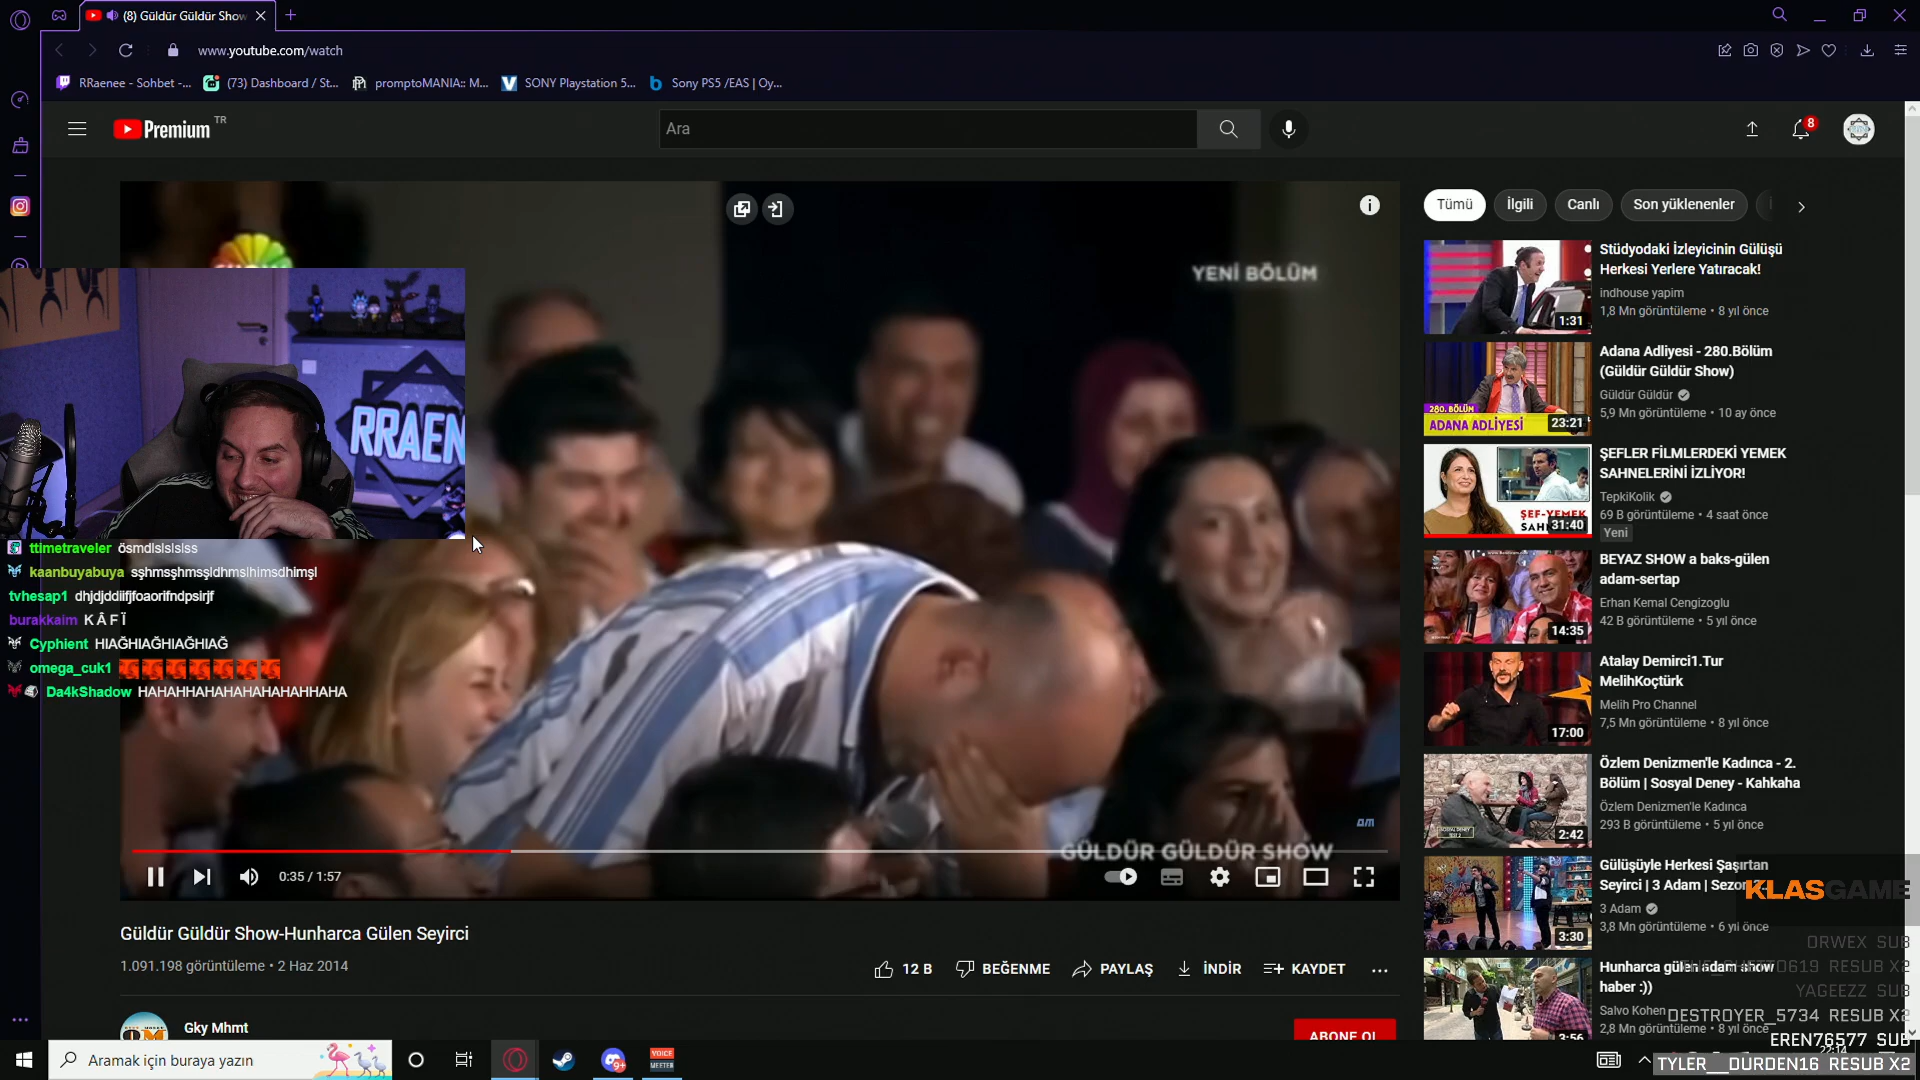 (8) Güldür Güldür Show
www.youtube.com/watch
RRaenee - Sohbet -...
(73) Dashboard / St...
promptoMANIA:: M...
SONY Playstation 5...
Sony PS5 /EAS | Oy...
Premium TR
Ara
8
YENİ BÖLÜM
RRAEN
ttimetraveler ösmdlslslslss
kaanbuyabuya sşhmsşhmsşldhmslhimsdhimşl
tvhesap1 dhjdjddiifjfoaorifndpsirjf
burakkaim K Â F Ï
Cyphient HIAĞHIAĞHIAĞHIAĞ
omega_cuk1
Da4kShadow HAHAHHAHAHAHAHAHAHHAHA
GÜLDÜR GÜLDÜR SHOW
0:35 / 1:57
Güldür Güldür Show-Hunharca Gülen Seyirci
1.091.198 görüntüleme • 2 Haz 2014
12 B
BEĞENME
PAYLAŞ
İNDİR
KAYDET
Gky Mhmt
ABONE OL
Tümü
İlgili
Canlı
Son yüklenenler
Stüdyodaki İzleyicinin Gülüşü
Herkesi Yerlere Yatıracak!
indhouse yapim
1,8 Mn görüntüleme • 8 yıl önce
1:31
Adana Adliyesi - 280.Bölüm
(Güldür Güldür Show)
Güldür Güldür
5,9 Mn görüntüleme • 10 ay önce
280. BÖLÜM
ADANA ADLİYESİ
23:21
ŞEFLER FİLMLERDEKİ YEMEK
SAHNELERİNİ İZLİYOR!
TepkiKolik
69 B görüntüleme • 4 saat önce
Yeni
31:40
BEYAZ SHOW a baks-gülen
adam-sertap
Erhan Kemal Cengizoglu
42 B görüntüleme • 5 yıl önce
14:35
Atalay Demirci1.Tur
MelihKoçtürk
Melih Pro Channel
7,5 Mn görüntüleme • 8 yıl önce
17:00
Özlem Denizmen'le Kadınca - 2.
Bölüm | Sosyal Deney - Kahkaha
Özlem Denizmen'le Kadınca
293 B görüntüleme • 5 yıl önce
2:42
Gülüşüyle Herkesi Şaşırtan
Seyirci | 3 Adam | Sezon
3 Adam
3,8 Mn görüntüleme • 6 yıl önce
3:30
KLASGAME
Hunharca gülen adam show
haber :))
Salvo Kohen
2,8 Mn görüntüleme • 8 yıl önce
3:56
DRWEX SUB
RESUB X2
YAGEEZZ SUB
DESTROYER_5734 RESUB X2
EREN76577 SUB
TYLER__DURDEN16 RESUB X2
Aramak için buraya yazın
9+
VOICE
MEETER
22:14